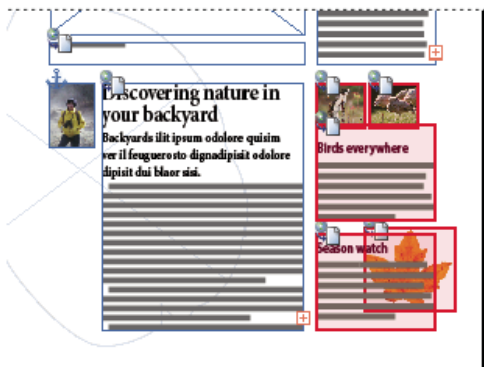 Discovering nature in
your backyard
Backyards ilit ipsum odolore quisim
ver il feuguerosto dignadipisit odolore
dipisit dui blaor sisi.
Birds everywhere
Season watch